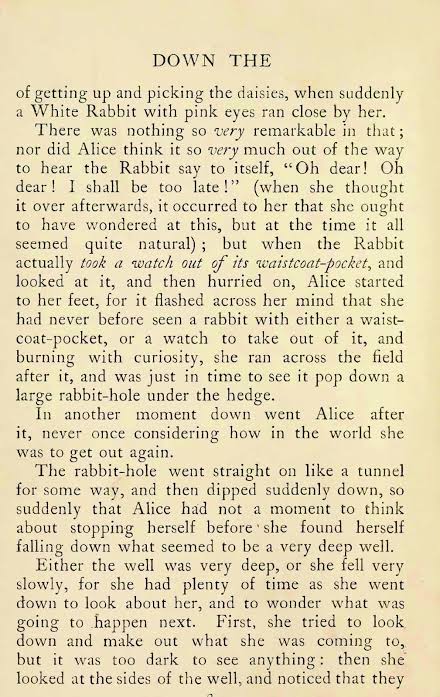 DOWN THE
of getting up and picking the daisies, when suddenly
a White Rabbit with pink eyes ran close by her.
There was nothing so very remarkable in that;
nor did Alice think it so very much out of the way
to hear the Rabbit say to itself, "Oh dear! Oh
dear! I shall be too late!" (when she thought
it over afterwards, it occurred to her that she ought
to have wondered at this, but at the time it all
seemed quite natural); but when the Rabbit
actually took a watch out of its waistcoat-pocket, and
looked at it, and then hurried on, Alice started
to her feet, for it flashed across her mind that she
had never before seen a rabbit with either a waist-
coat-pocket, or a watch to take out of it, and
burning with curiosity, she ran across the field
after it, and was just in time to see it pop down a
large rabbit-hole under the hedge.
In another moment down went Alice after
it, never once considering how in the world she
was to get out again.
The rabbit-hole went straight on like a tunnel
for some way, and then dipped suddenly down, so
suddenly that Alice had not a moment to think
about stopping herself before she found herself
falling down what seemed to be a very deep well.
Either the well was very deep, or she fell very
slowly, for she had plenty of time as she went
down to look about her, and to wonder what was
going to happen next. First, she tried to look
down and make out what she was coming to,
but it was too dark to see anything: then she
looked at the sides of the well, and noticed that they